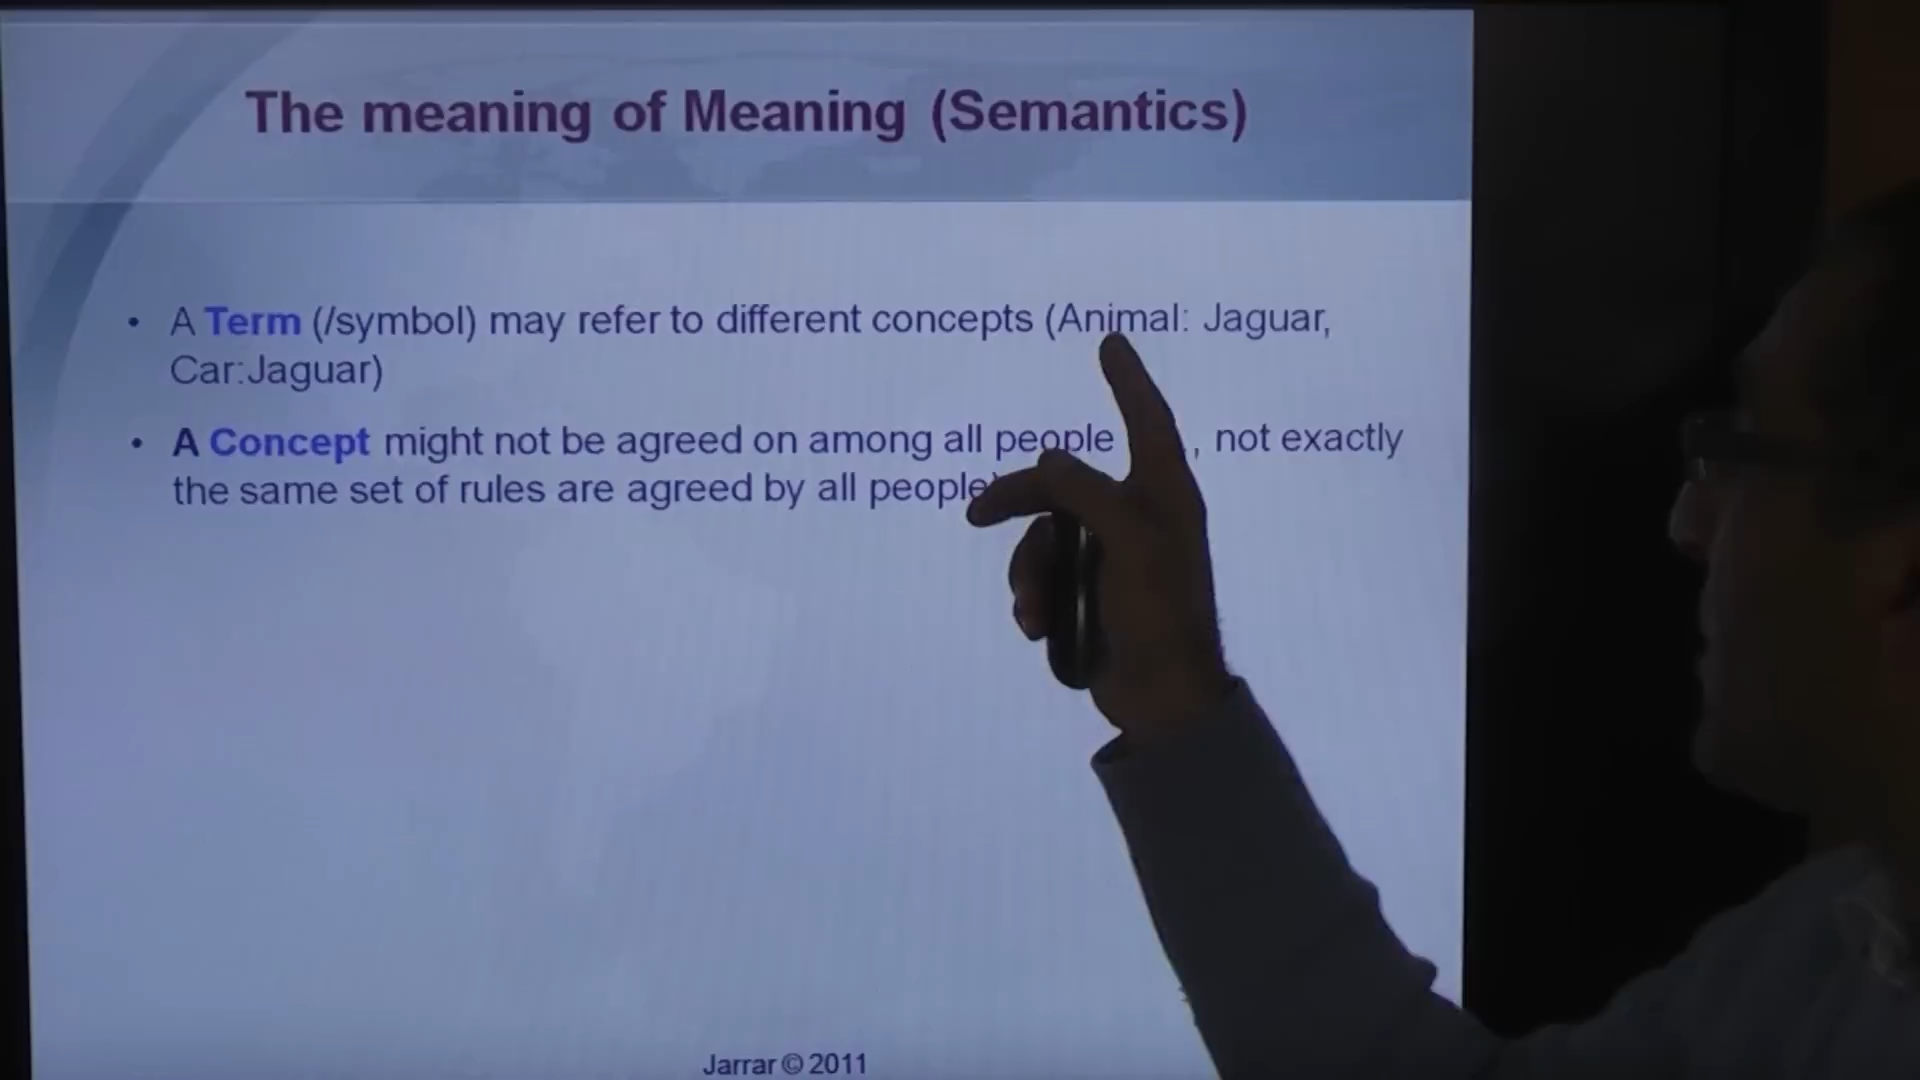 The meaning of Meaning (Semantics)
• A Term (/symbol) may refer to different concepts (Animal: Jaguar,
Car:Jaguar)
• A Concept might not be agreed on among all people , not exactly
the same set of rules are agreed by all people)
Jarrar © 2011